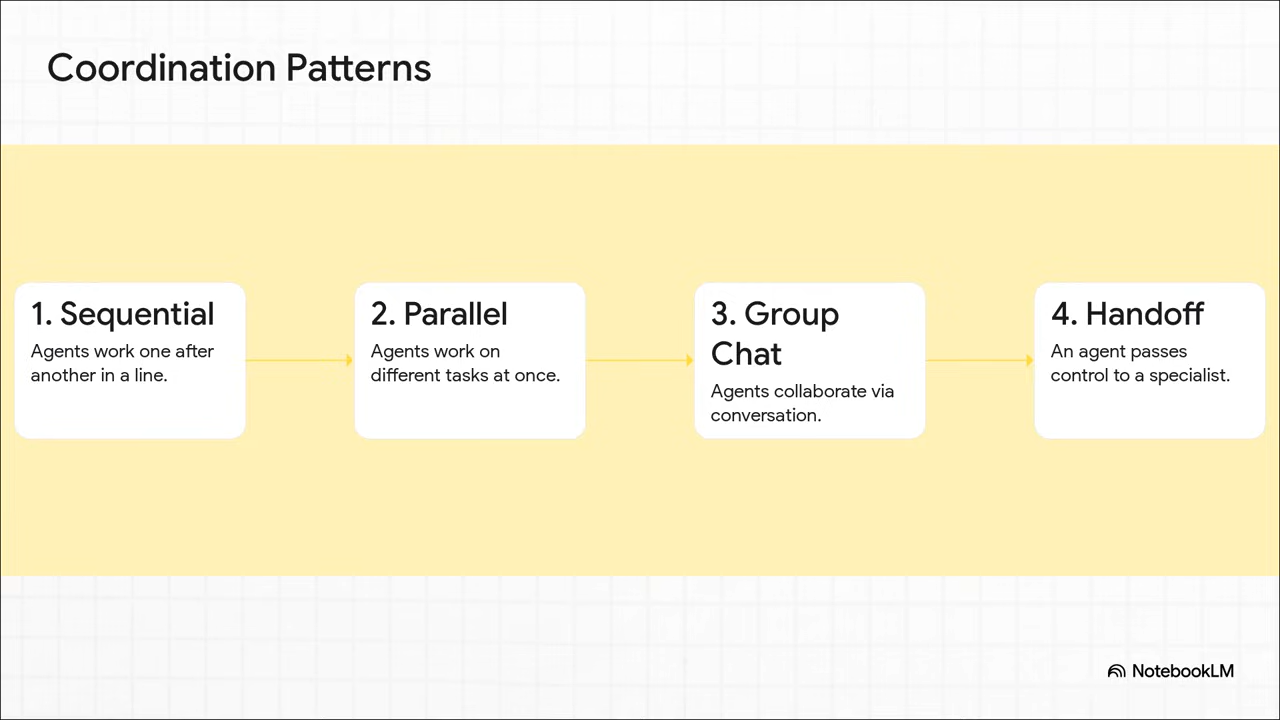 Coordination Patterns
1. Sequential
Agents work one after
another in a line.
2. Parallel
Agents work on
different tasks at once.
3. Group
Chat
Agents collaborate via
conversation.
4. Handoff
An agent passes
control to a specialist.
NotebookLM